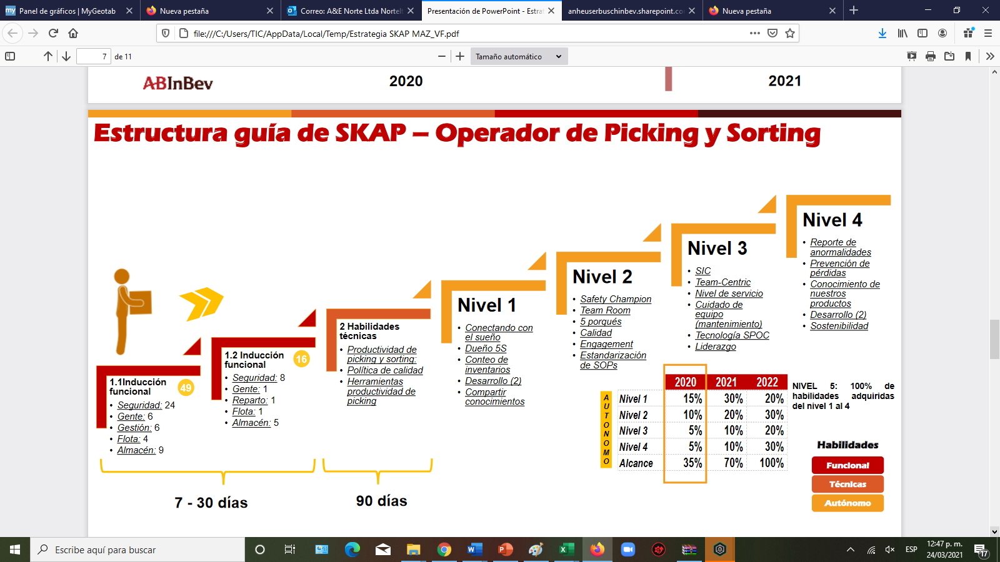 Panel de gráficos | MyGeotab
Nueva pestaña
Correo: A&E Norte Ltda Nortel
Presentación de PowerPoint - Estra
anheuserbuschinbev.sharepoint.co
Nueva pestaña
file:///C:/Users/TIC/AppData/Local/Temp/Estrategia SKAP MAZ_VF.pdf
7 de 11
Tamaño automático
ABInBev
2020
2021
Estructura guía de SKAP – Operador de Picking y Sorting
1.1Inducción
funcional
49
• Seguridad: 24
• Gente: 6
• Gestión: 6
• Flota: 4
• Almacén: 9
1.2 Inducción
funcional
16
• Seguridad: 8
• Gente: 1
• Reparto: 1
• Flota: 1
• Almacén: 5
7 - 30 días
2 Habilidades
técnicas
• Productividad de
picking y sorting:
• Política de calidad
• Herramientas
productividad de
picking
90 días
Nivel 1
• Conectando con
el sueño
• Dueño 5S
• Conteo de
inventarios
• Desarrollo (2)
• Compartir
conocimientos
Nivel 2
• Safety Champion
• Team Room
• 5 porqués
• Calidad
• Engagement
• Estandarización
de SOPs
Nivel 3
• SIC
• Team-Centric
• Nivel de servicio
• Cuidado de
equipo
(mantenimiento)
• Tecnología SPOC
• Liderazgo
Nivel 4
• Reporte de
anormalidades
• Prevención de
pérdidas
• Conocimiento de
nuestros
productos
• Desarrollo (2)
• Sostenibilidad
AUTONOMO
2020 2021 2022
Nivel 1 15% 30% 20%
Nivel 2 10% 20% 30%
Nivel 3 5% 10% 20%
Nivel 4 5% 10% 30%
Alcance 35% 70% 100%
NIVEL 5: 100% de
habilidades adquiridas
del nivel 1 al 4
Habilidades
Funcional
Técnicas
Autónomo
Escribe aquí para buscar
ESP
12:47 p. m.
24/03/2021
17